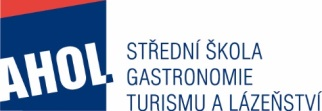 AHOL
STŘEDNÍ ŠKOLA
GASTRONOMIE
TURISMU A LÁZEŇSTVÍ